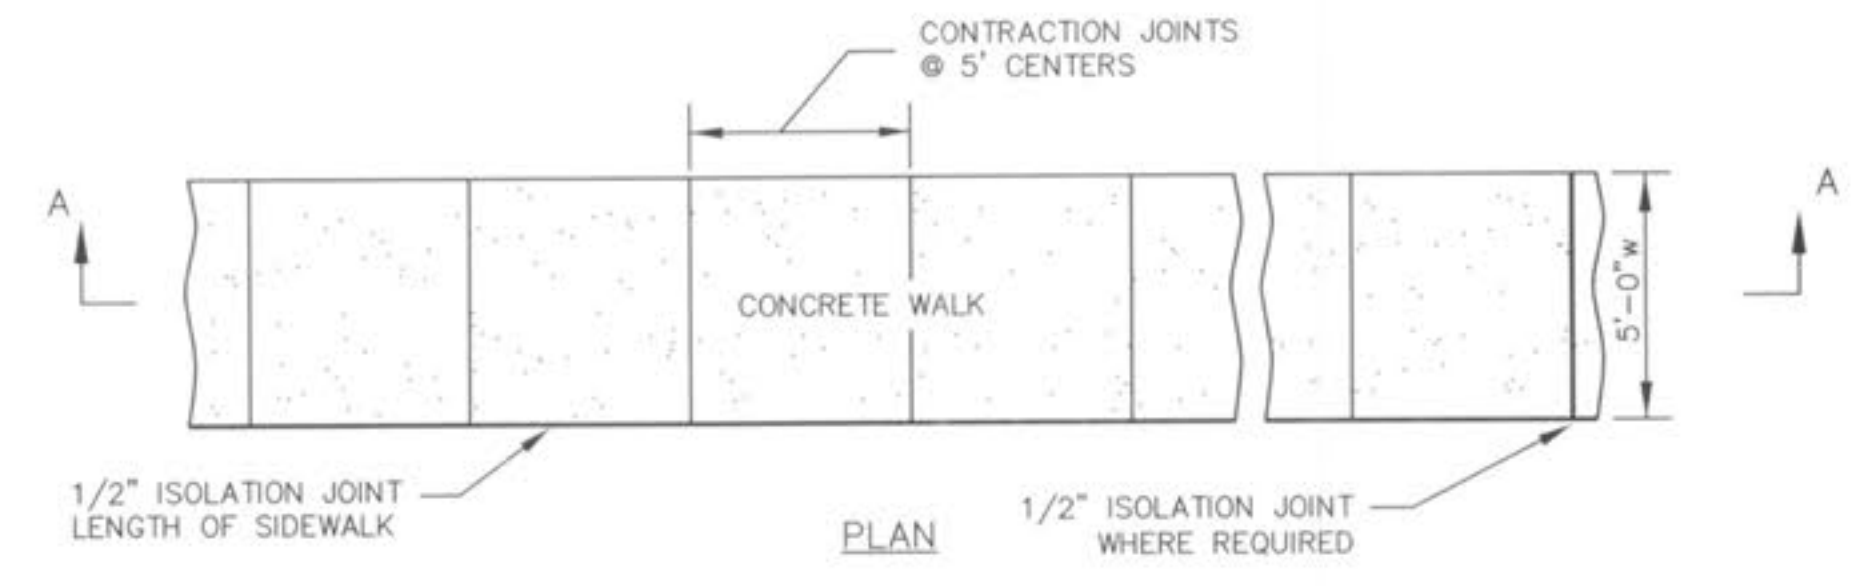 CONTRACTION JOINTS
@ 5' CENTERS
A
A
5'-0"w
CONCRETE WALK
1/2" ISOLATION JOINT
LENGTH OF SIDEWALK
1/2" ISOLATION JOINT
WHERE REQUIRED
PLAN